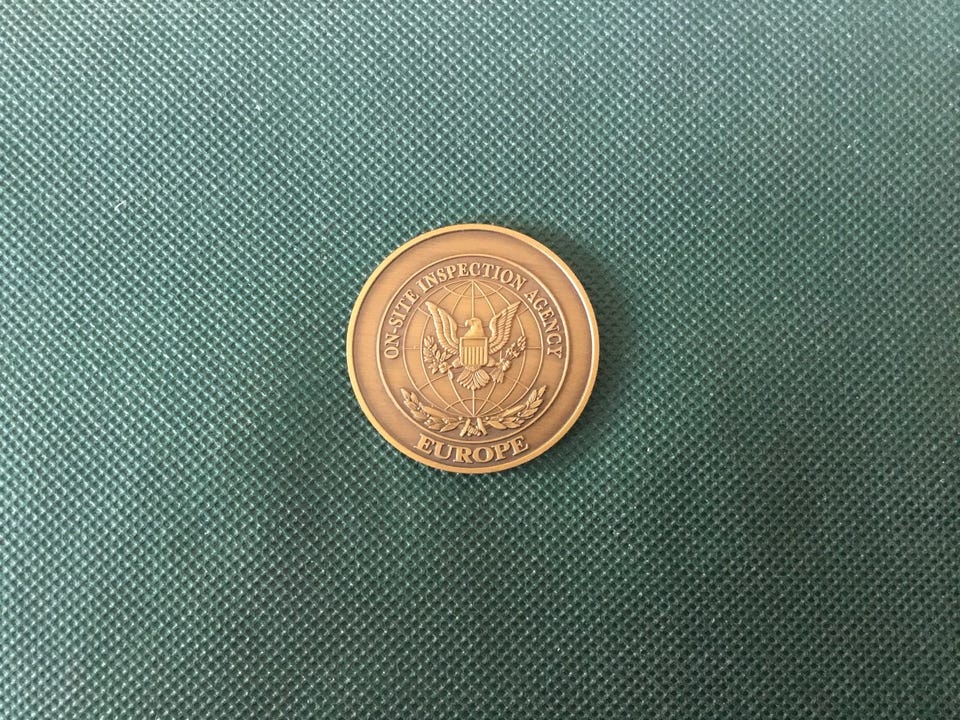 ON-SITE INSPECTION AGENCY
EUROPE